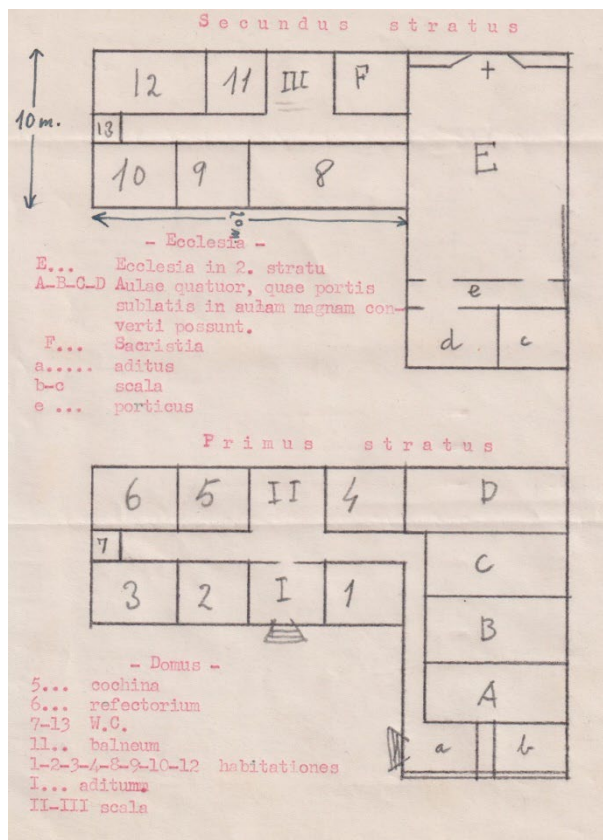 Secundus stratus
12 11 III F
10m.
13
E
10 9 8
20m
- Ecclesia -
E... Ecclesia in 2. stratu
A-B-C-D Aulae quatuor, quae portis
sublatis in aulam magnam con-
verti possunt.
F... Sacristia
a..... aditus
b-c scala
e ... porticus
e
d c
Primus stratus
6 5 II 4 D
7
C
3 2 I 1
B
A
a b
- Domus -
5... cochina
6... refectorium
7-13 W.C.
11.. balneum
1-2-3-4-8-9-10-12 habitationes
I... aditumm
II-III scala